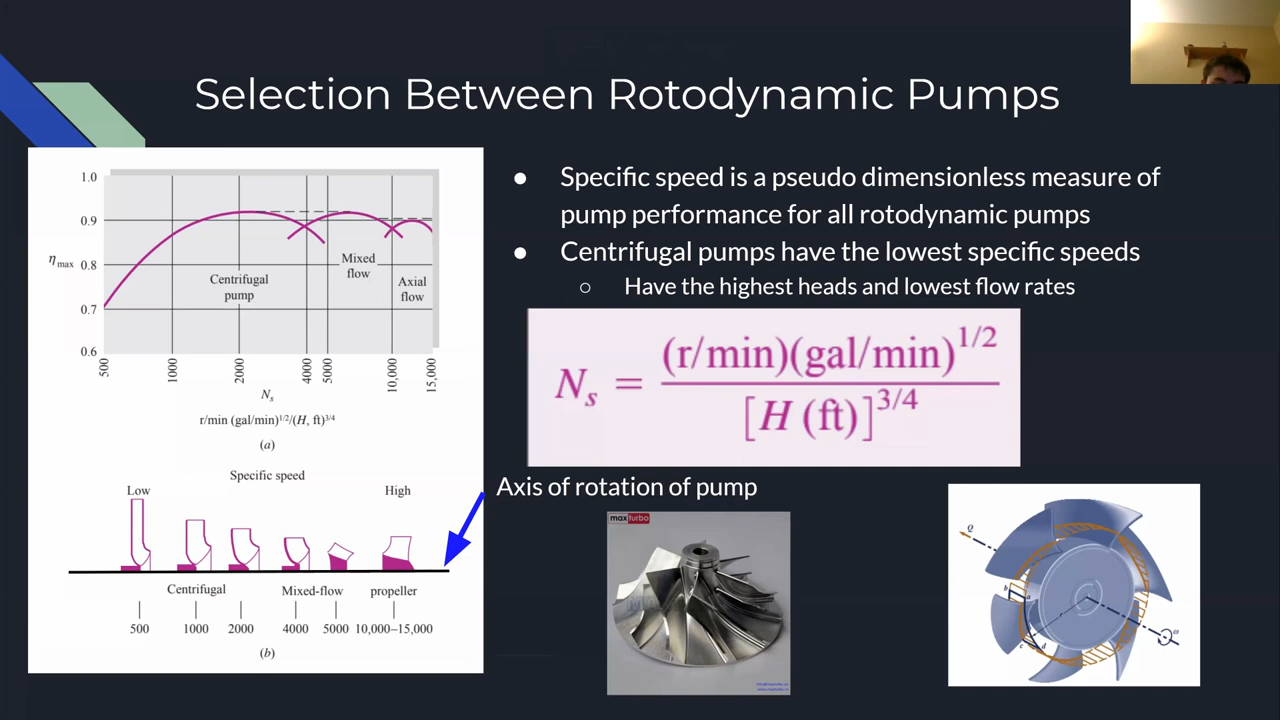 Selection Between Rotodynamic Pumps
1.0
0.9
η max 0.8
0.7
0.6
Centrifugal
pump
Mixed
flow
Axial
flow
500
1000
2000
4000
5000
10,000
15,000
Ns
r/min (gal/min)1/2/(H, ft)3/4
(a)
Specific speed
Low
High
Centrifugal
Mixed-flow
propeller
500
1000
2000
4000
5000
10,000–15,000
(b)
● Specific speed is a pseudo dimensionless measure of
pump performance for all rotodynamic pumps
● Centrifugal pumps have the lowest specific speeds
○ Have the highest heads and lowest flow rates
Ns = (r/min)(gal/min)1/2
[H (ft)]3/4
Axis of rotation of pump
maxturbo
Q
b
a
c
d
ω